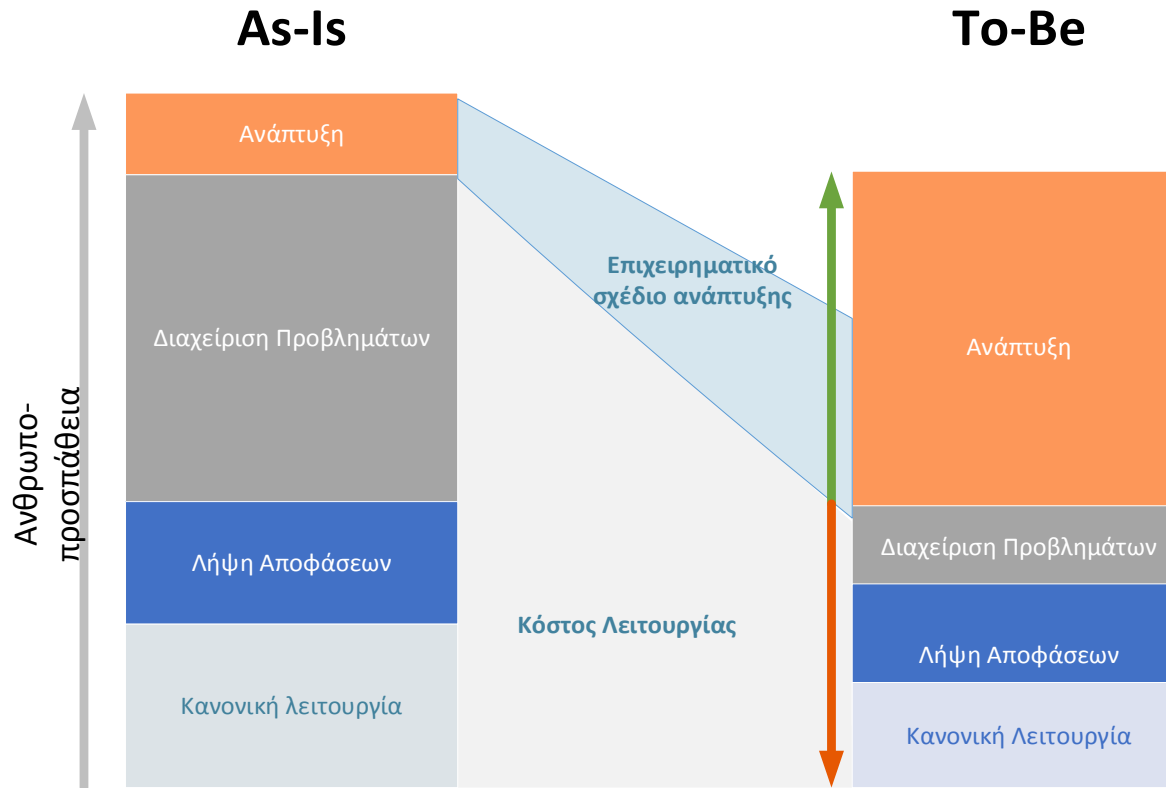 As-Is
To-Be
Ανθρωπο-
προσπάθεια
Ανάπτυξη
Διαχείριση Προβλημάτων
Λήψη Αποφάσεων
Κανονική λειτουργία
Επιχειρηματικό
σχέδιο ανάπτυξης
Κόστος Λειτουργίας
Ανάπτυξη
Διαχείριση Προβλημάτων
Λήψη Αποφάσεων
Κανονική Λειτουργία